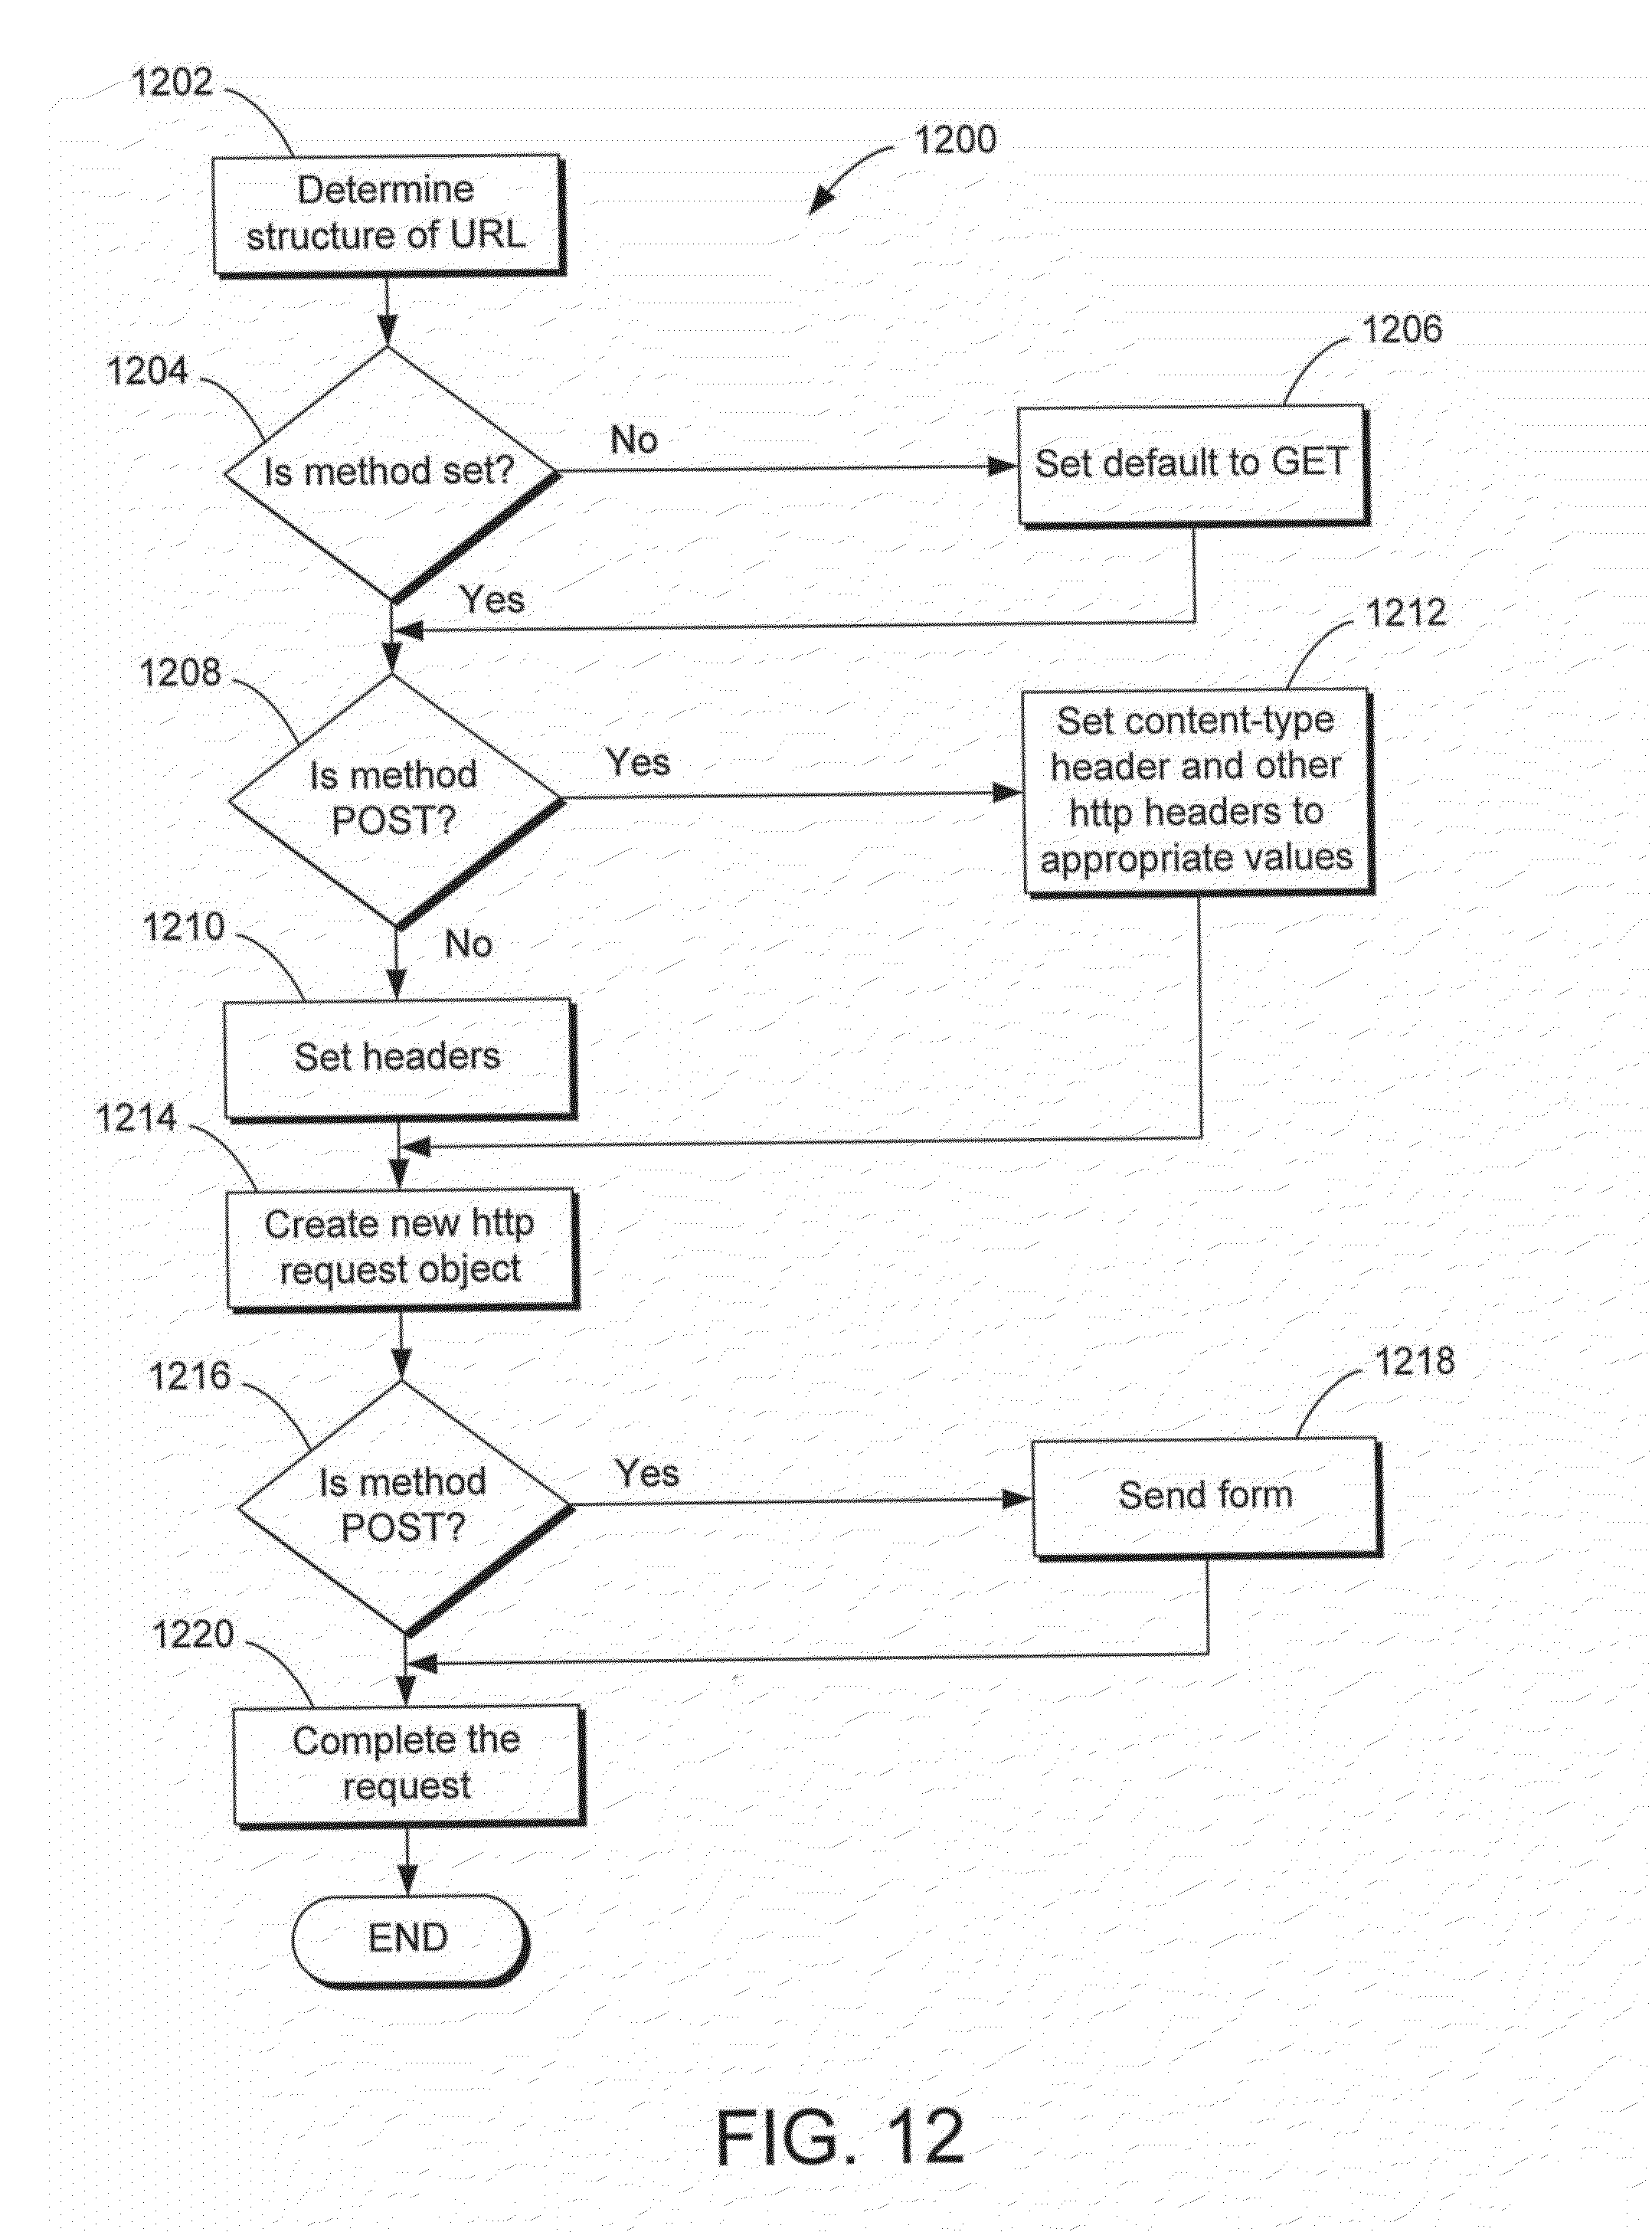 1202
1200
Determine
structure of URL
1204
1206
Is method set?
No
Set default to GET
Yes
1208
1212
Is method
POST?
Yes
Set content-type
header and other
http headers to
appropriate values
1210
No
Set headers
1214
Create new http
request object
1216
1218
Is method
POST?
Yes
Send form
1220
Complete the
request
END
FIG. 12